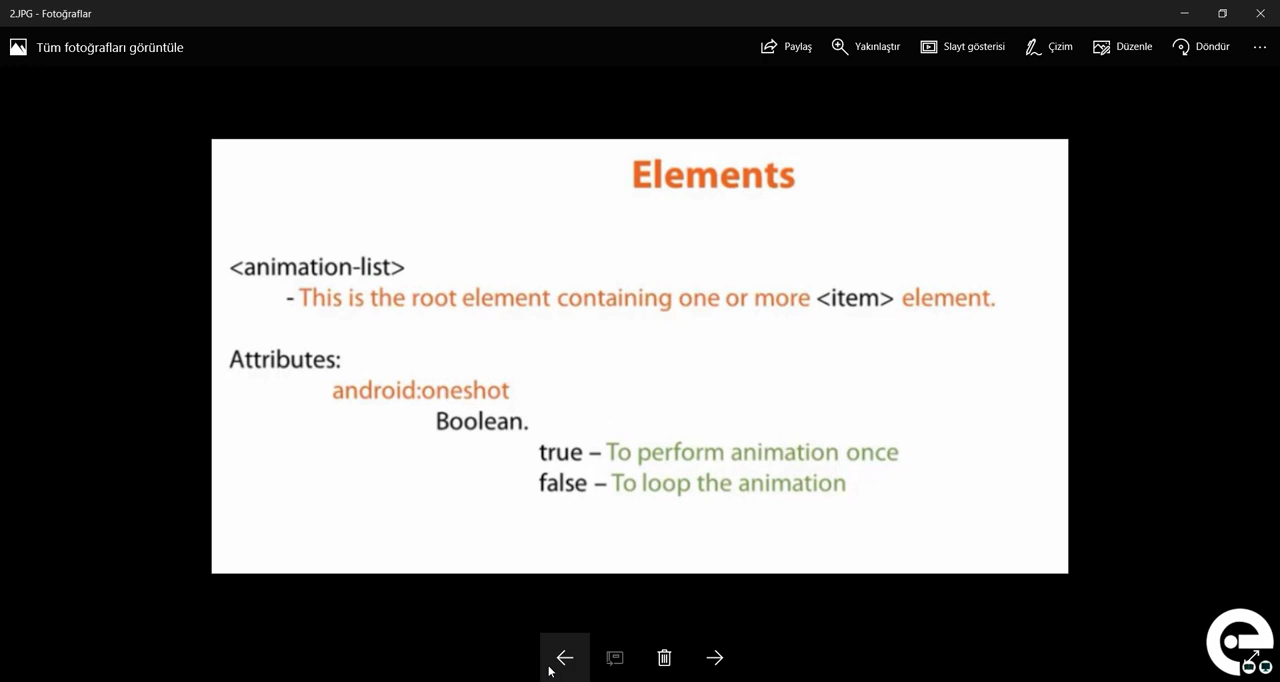 2.JPG - Fotoğraflar
Tüm fotoğrafları görüntüle
Paylaş
Yakınlaştır
Slayt gösterisi
Çizim
Düzenle
Döndür
Elements
<animation-list>
- This is the root element containing one or more <item> element.
Attributes:
android:oneshot
Boolean.
true – To perform animation once
false – To loop the animation